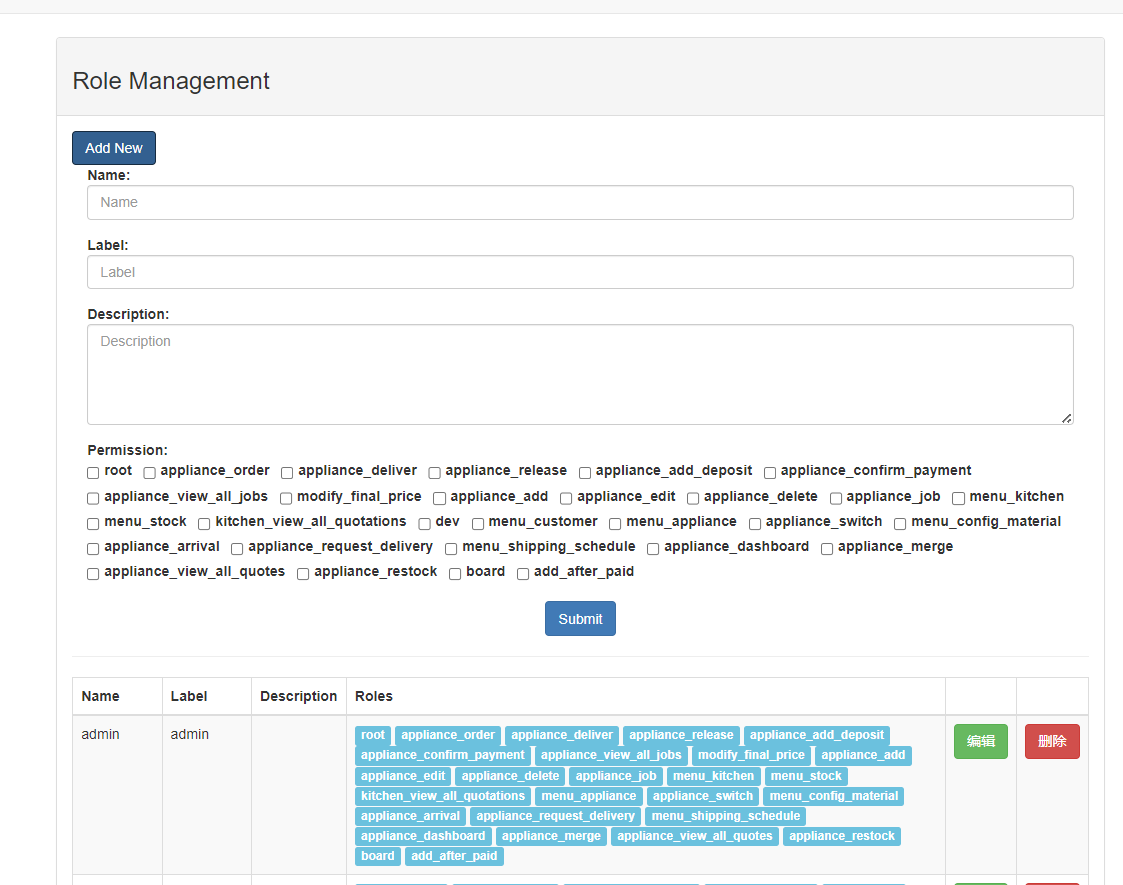 Role Management
Add New
Name:
Name
Label:
Label
Description:
Description
Permission:
root appliance_order appliance_deliver appliance_release appliance_add_deposit appliance_confirm_payment
appliance_view_all_jobs modify_final_price appliance_add appliance_edit appliance_delete appliance_job menu_kitchen
menu_stock kitchen_view_all_quotations dev menu_customer menu_appliance appliance_switch menu_config_material
appliance_arrival appliance_request_delivery menu_shipping_schedule appliance_dashboard appliance_merge
appliance_view_all_quotes appliance_restock board add_after_paid
Submit
Name Label Description Roles
admin admin root appliance_order appliance_deliver appliance_release appliance_add_deposit 编辑 删除
appliance_confirm_payment appliance_view_all_jobs modify_final_price appliance_add
appliance_edit appliance_delete appliance_job menu_kitchen menu_stock
kitchen_view_all_quotations menu_appliance appliance_switch menu_config_material
appliance_arrival appliance_request_delivery menu_shipping_schedule
appliance_dashboard appliance_merge appliance_view_all_quotes appliance_restock
board add_after_paid